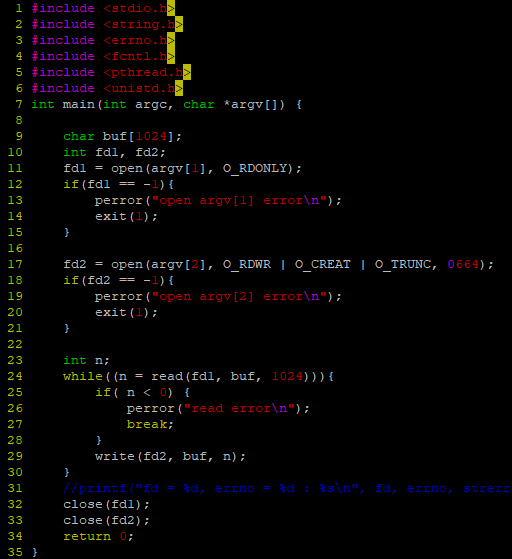 1 #include <stdio.h>
2 #include <string.h>
3 #include <errno.h>
4 #include <fcntl.h>
5 #include <pthread.h>
6 #include <unistd.h>
7 int main(int argc, char *argv[]) {
8
9     char buf[1024];
10     int fd1, fd2;
11     fd1 = open(argv[1], O_RDONLY);
12     if(fd1 == -1){
13         perror("open argv[1] error\n");
14         exit(1);
15     }
16
17     fd2 = open(argv[2], O_RDWR | O_CREAT | O_TRUNC, 0664);
18     if(fd2 == -1){
19         perror("open argv[2] error\n");
20         exit(1);
21     }
22
23     int n;
24     while((n = read(fd1, buf, 1024))){
25         if( n < 0) {
26             perror("read error\n");
27             break;
28         }
29         write(fd2, buf, n);
30     }
31     //printf("fd = %d, errno = %d : %s\n", fd, errno, strerr
32     close(fd1);
33     close(fd2);
34     return 0;
35 }